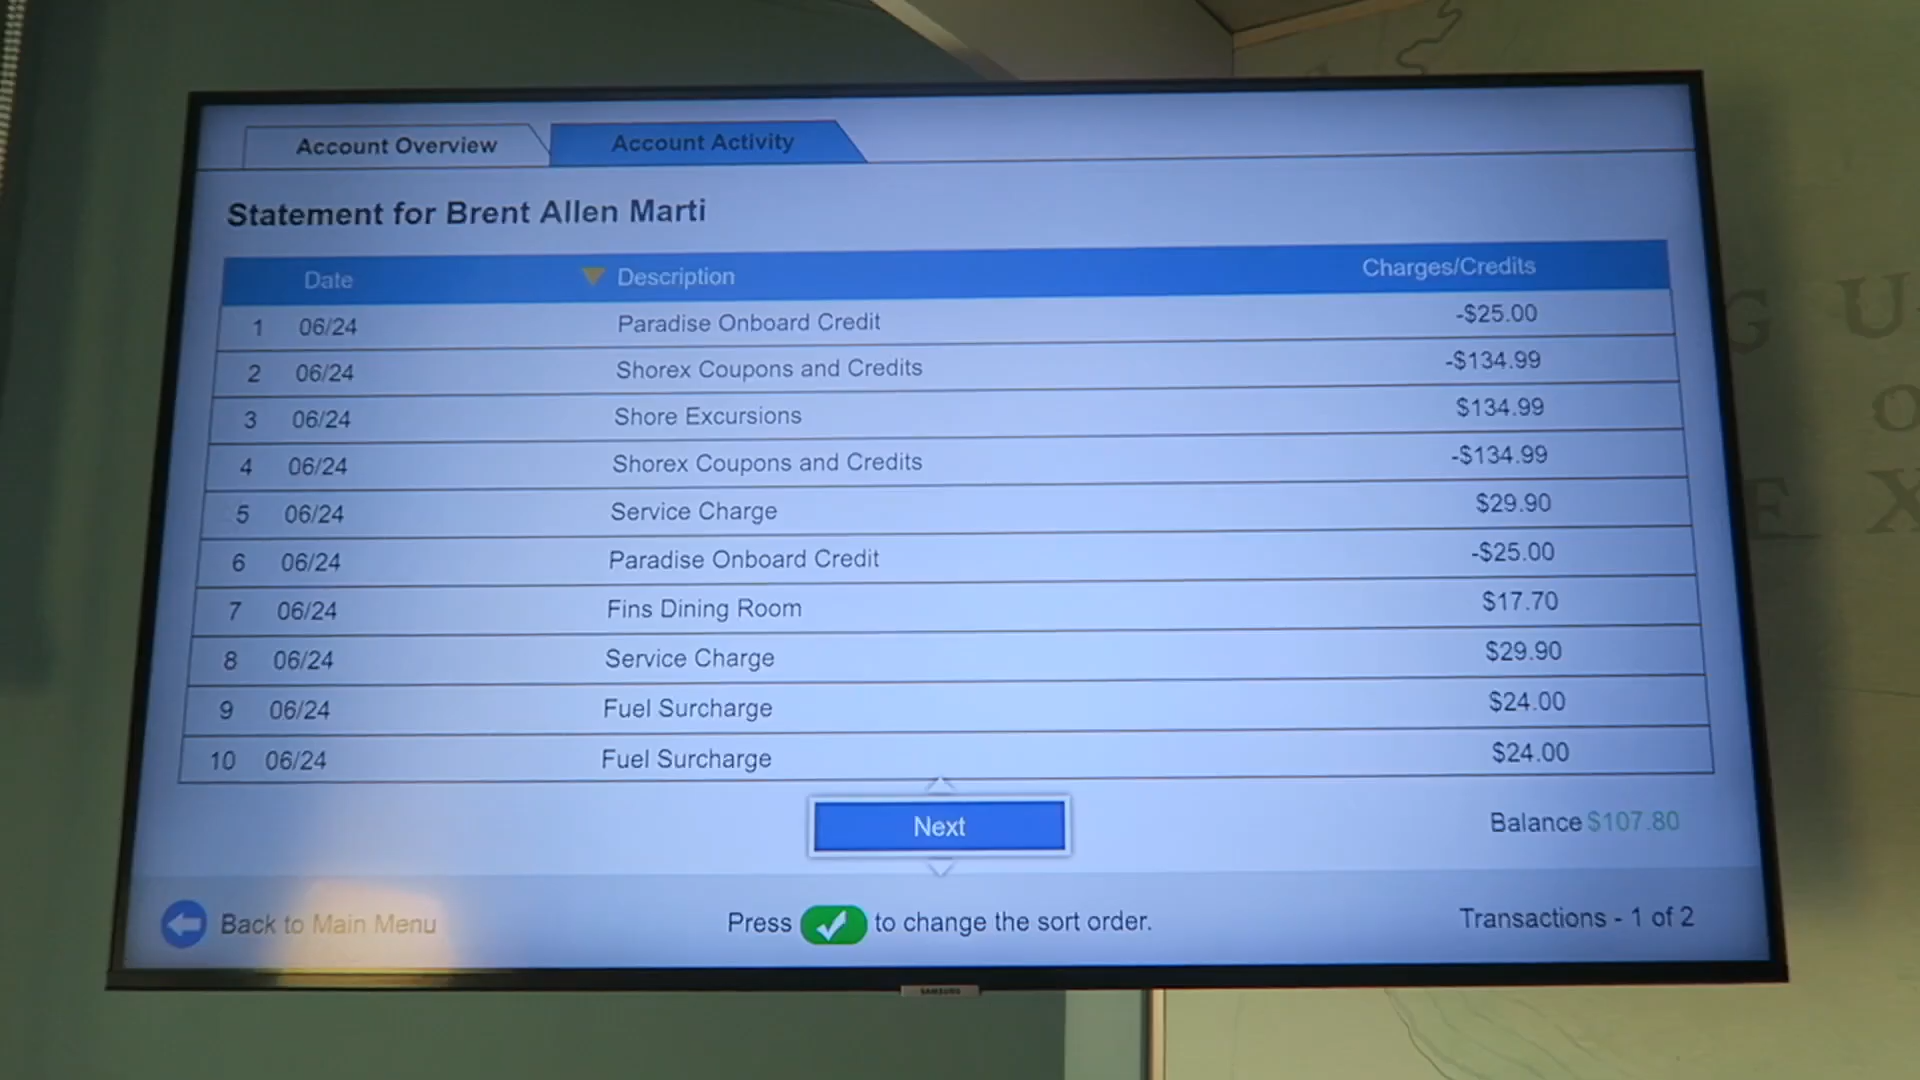 Account Overview Account Activity
Statement for Brent Allen Marti
Date Description Charges/Credits
1 06/24 Paradise Onboard Credit -$25.00
2 06/24 Shorex Coupons and Credits -$134.99
3 06/24 Shore Excursions $134.99
4 06/24 Shorex Coupons and Credits -$134.99
5 06/24 Service Charge $29.90
6 06/24 Paradise Onboard Credit -$25.00
7 06/24 Fins Dining Room $17.70
8 06/24 Service Charge $29.90
9 06/24 Fuel Surcharge $24.00
10 06/24 Fuel Surcharge $24.00
Next
Balance $107.80
Back to Main Menu Press to change the sort order. Transactions - 1 of 2
SAMSUNG
G U
O
E X